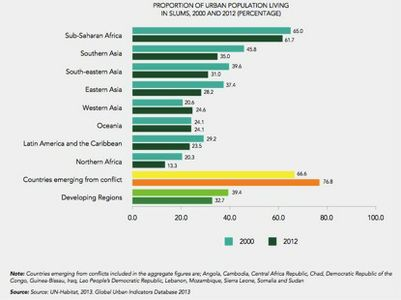 PROPORTION OF URBAN POPULATION LIVING
IN SLUMS, 2000 AND 2012 (PERCENTAGE)
Sub-Saharan Africa 65.0
61.7
Southern Asia 45.8
35.0
South-eastern Asia 39.6
31.0
Eastern Asia 37.4
28.2
Western Asia 20.6
24.6
Oceania 24.1
24.1
Latin America and the Caribbean 29.2
23.5
Northern Africa 20.3
13.3
Countries emerging from conflict 66.6
76.8
Developing Regions 39.4
32.7
0.0 20.0 40.0 60.0 80.0 100.0
2000 2012
Note: Countries emerging from conflict included in the aggregate figures are; Angola, Cambodia, Central Africa Republic, Chad, Democratic Republic of the
Congo, Guinea-Bissau, Iraq, Lao People's Democratic Republic, Lebanon, Mozambique, Sierra Leone, Somalia and Sudan
Source: Source: UN-Habitat, 2013. Global Urban Indicators Database 2013